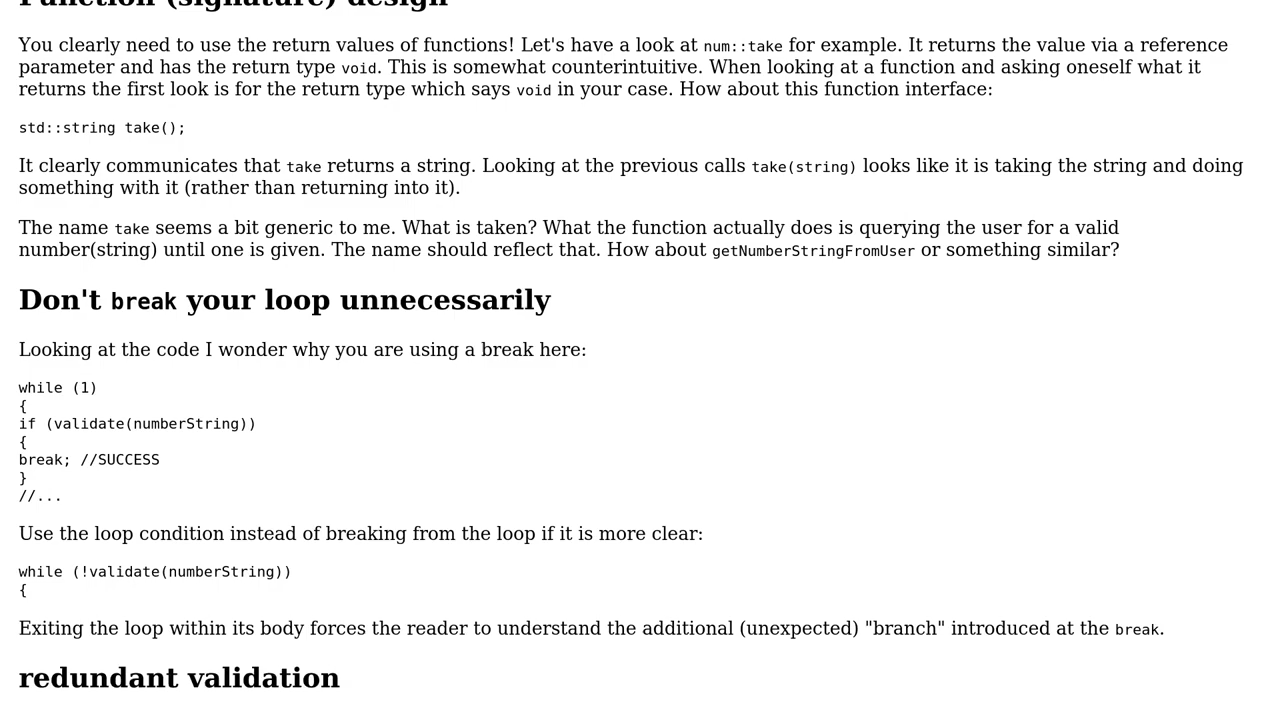 Function (signature) design
You clearly need to use the return values of functions! Let's have a look at num::take for example. It returns the value via a reference
parameter and has the return type void. This is somewhat counterintuitive. When looking at a function and asking oneself what it
returns the first look is for the return type which says void in your case. How about this function interface:
std::string take();
It clearly communicates that take returns a string. Looking at the previous calls take(string) looks like it is taking the string and doing
something with it (rather than returning into it).
The name take seems a bit generic to me. What is taken? What the function actually does is querying the user for a valid
number(string) until one is given. The name should reflect that. How about getNumberStringFromUser or something similar?
Don't break your loop unnecessarily
Looking at the code I wonder why you are using a break here:
while (1)
{
if (validate(numberString))
{
break; //SUCCESS
}
//...
Use the loop condition instead of breaking from the loop if it is more clear:
while (!validate(numberString))
{
Exiting the loop within its body forces the reader to understand the additional (unexpected) "branch" introduced at the break.
redundant validation